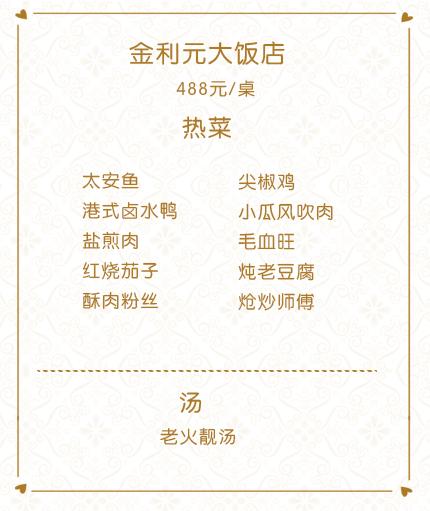 金利元大饭店
488元/桌
热菜
太安鱼
尖椒鸡
港式卤水鸭
小瓜风吹肉
盐煎肉
毛血旺
红烧茄子
炖老豆腐
酥肉粉丝
炝炒师傅
汤
老火靓汤